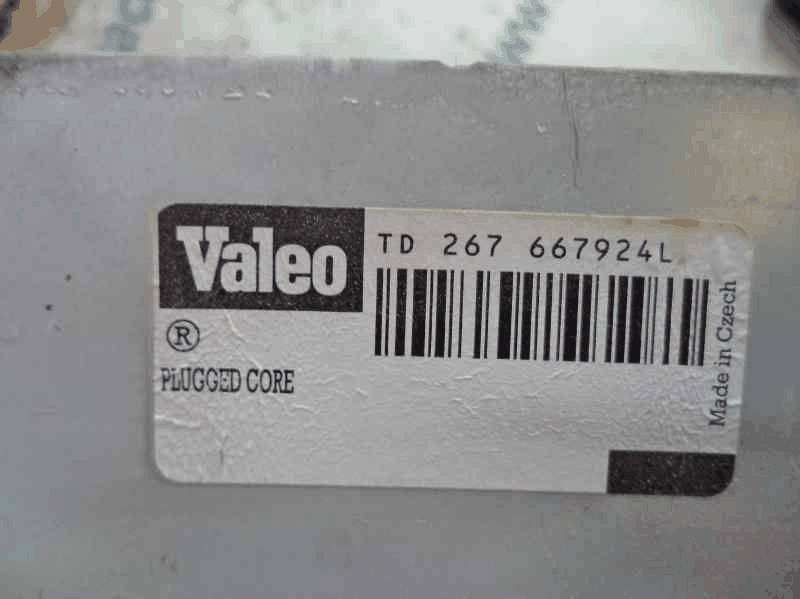 Valeo
TD 267 667924L
®
PLUGGED CORE
Made in Czech